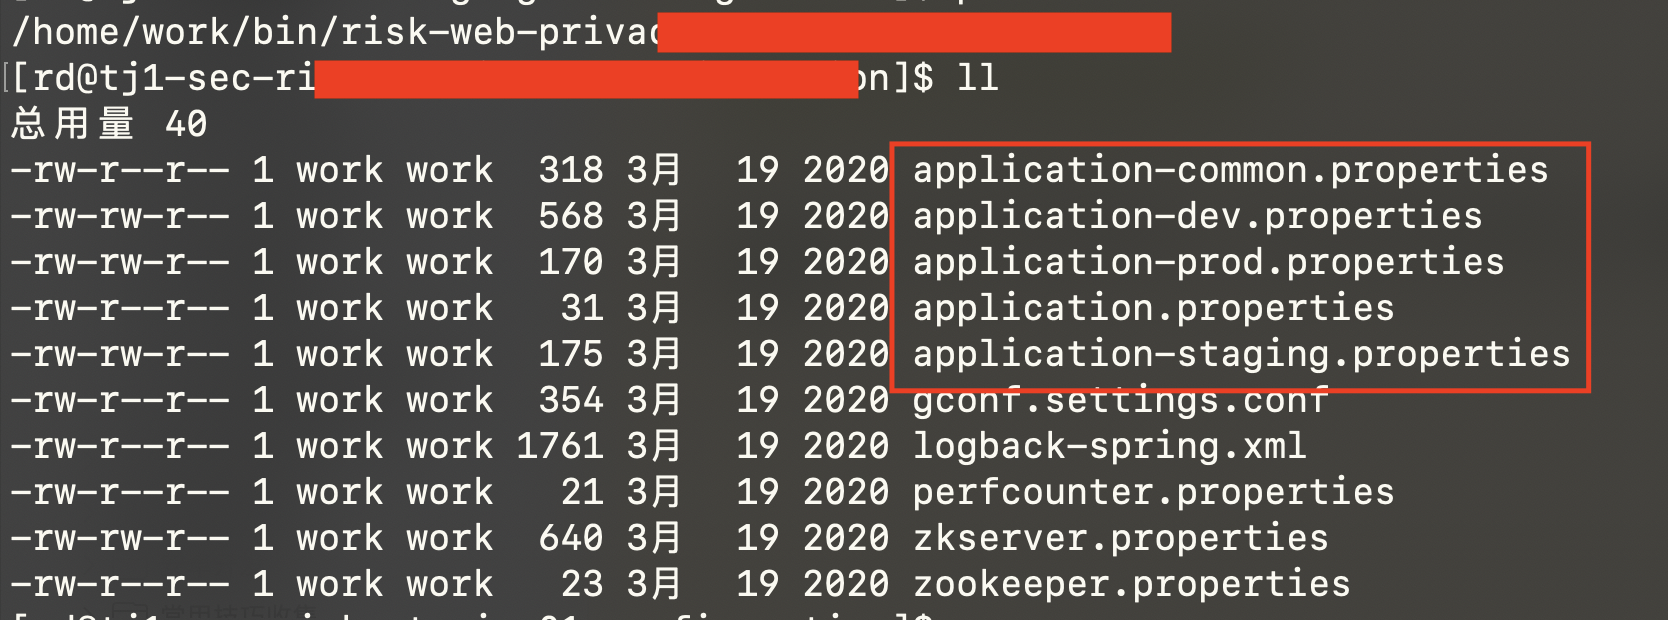 /home/work/bin/risk-web-privac
[rd@tj1-sec-ri on]$ ll
总用量 40
-rw-r--r-- 1 work work 318 3月 19 2020 application-common.properties
-rw-rw-r-- 1 work work 568 3月 19 2020 application-dev.properties
-rw-rw-r-- 1 work work 170 3月 19 2020 application-prod.properties
-rw-r--r-- 1 work work 31 3月 19 2020 application.properties
-rw-rw-r-- 1 work work 175 3月 19 2020 application-staging.properties
-rw-r--r-- 1 work work 354 3月 19 2020 gconf.settings.conf
-rw-r--r-- 1 work work 1761 3月 19 2020 logback-spring.xml
-rw-r--r-- 1 work work 21 3月 19 2020 perfcounter.properties
-rw-rw-r-- 1 work work 640 3月 19 2020 zkserver.properties
-rw-r--r-- 1 work work 23 3月 19 2020 zookeeper.properties